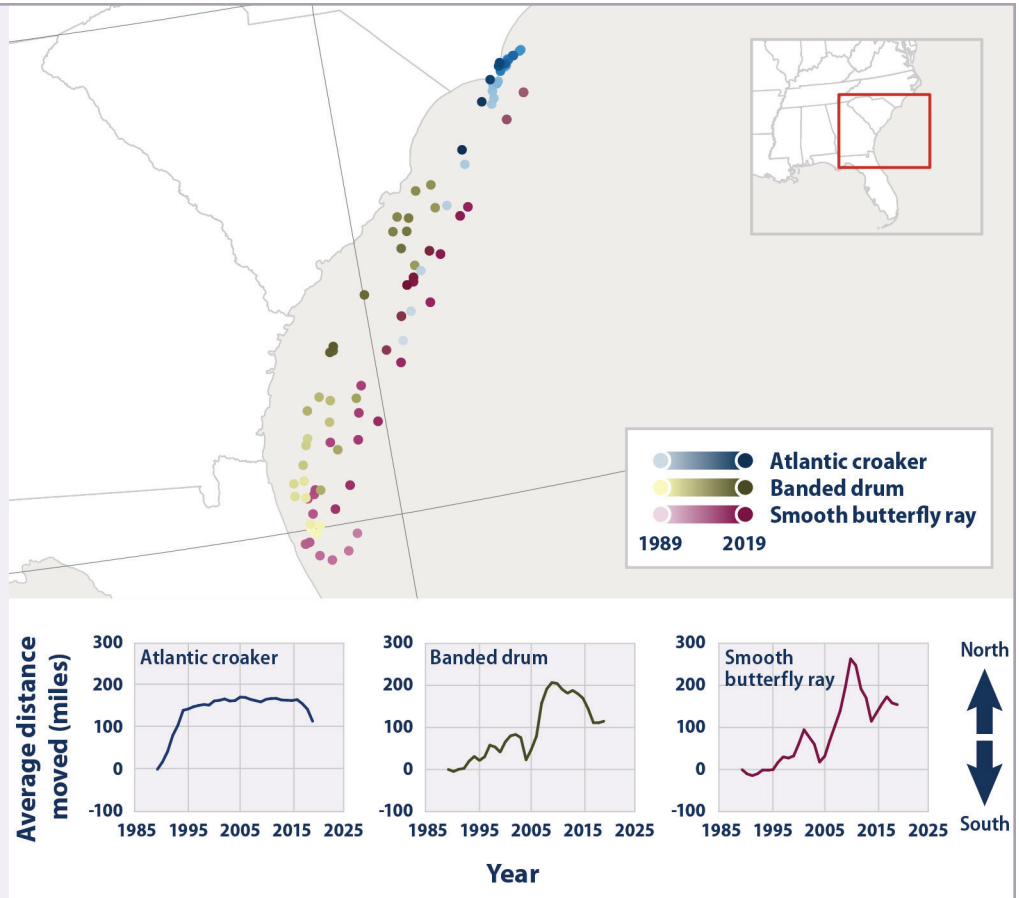 Atlantic croaker
Banded drum
Smooth butterfly ray
1989 2019
Average distance
moved (miles)
300
200
100
0
-100
Atlantic croaker
1985 1995 2005 2015 2025
300
200
100
0
-100
Banded drum
1985 1995 2005 2015 2025
300
200
100
0
-100
Smooth
butterfly ray
1985 1995 2005 2015 2025
North
South
Year